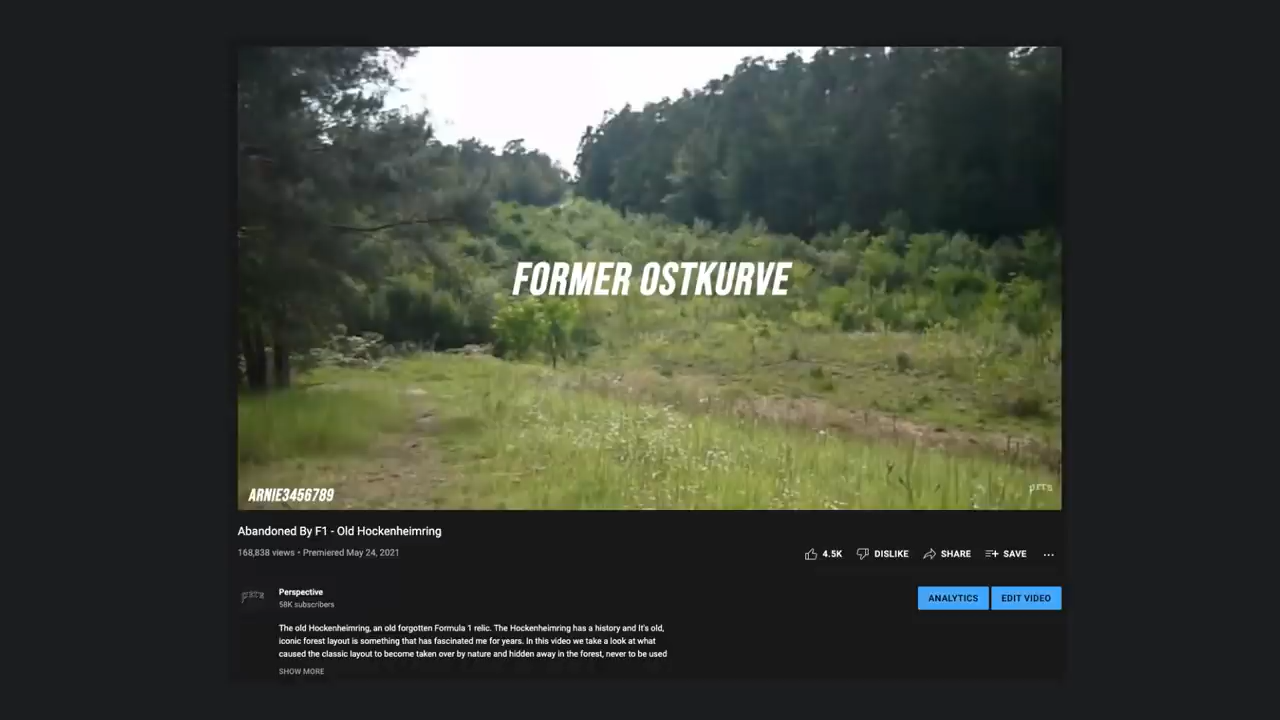 FORMER OSTKURVE
ARNIE3456789
pers
Abandoned By F1 - Old Hockenheimring
168,838 views • Premiered May 24, 2021
4.5K DISLIKE SHARE SAVE ...
Perspective
58K subscribers
ANALYTICS EDIT VIDEO
The old Hockenheimring, an old forgotten Formula 1 relic. The Hockenheimring has a history and It's old,
iconic forest layout is something that has fascinated me for years. In this video we take a look at what
caused the classic layout to become taken over by nature and hidden away in the forest, never to be used
SHOW MORE